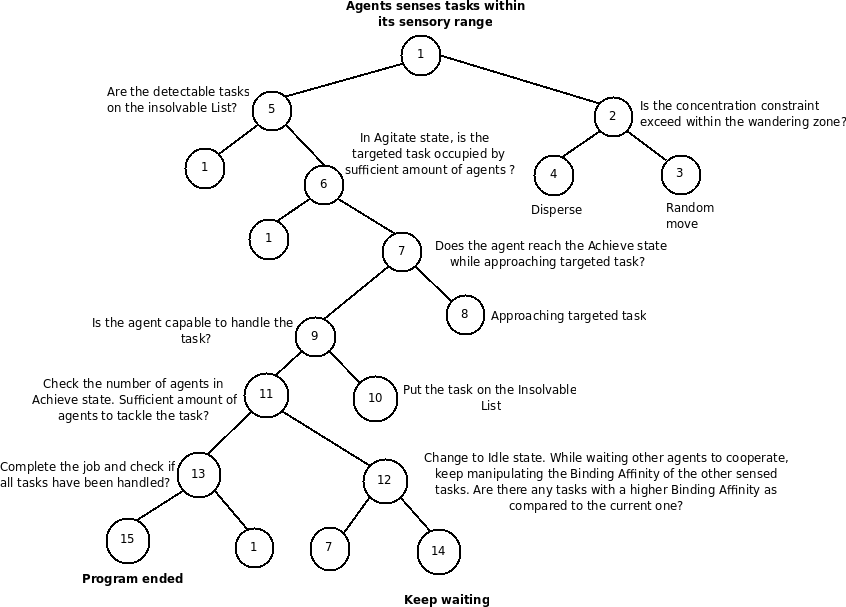 Agents senses tasks within
its sensory range
1
Are the detectable tasks
on the insolvable List?
5
2
Is the concentration constraint
exceed within the wandering zone?
In Agitate state, is the
targeted task occupied by
sufficient amount of agents ?
1
6
4
3
Disperse
Random
move
1
7
Does the agent reach the Achieve state
while approaching targeted task?
Is the agent capable to handle the
task?
9
8
Approaching targeted task
Check the number of agents in
Achieve state. Sufficient amount of
agents to tackle the task?
11
10
Put the task on the Insolvable
List
Complete the job and check if
all tasks have been handled?
13
12
Change to Idle state. While waiting other agents to cooperate,
keep manipulating the Binding Affinity of the other sensed
tasks. Are there any tasks with a higher Binding Affinity as
compared to the current one?
15
1
7
14
Program ended
Keep waiting